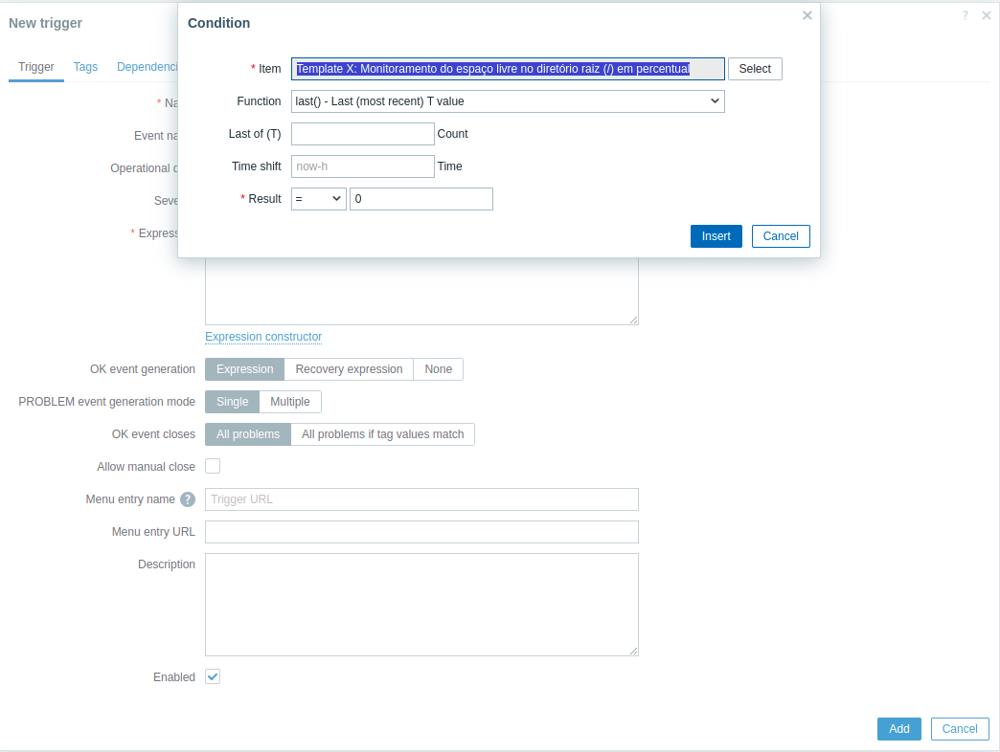 New trigger
?
Trigger Tags Dependenci
* Na
Event na
Operational d
Seve
* Express
Condition
* Item Template X: Monitoramento do espaço livre no diretório raiz (/) em percentual Select
Function last() - Last (most recent) T value
Last of (T) Count
Time shift now-h Time
* Result = 0
Insert Cancel
Expression constructor
OK event generation Expression Recovery expression None
PROBLEM event generation mode Single Multiple
OK event closes All problems All problems if tag values match
Allow manual close
Menu entry name ? Trigger URL
Menu entry URL
Description
Enabled
Add Cancel